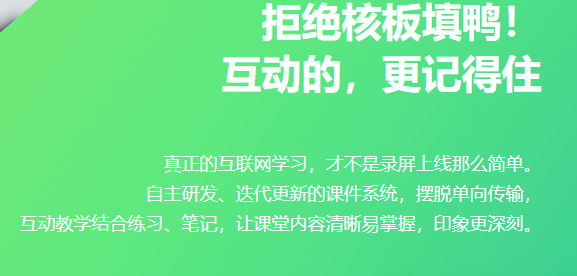 拒绝核板填鸭!
互动的，更记得住
真正的互联网学习，才不是录屏上线那么简单。
自主研发、迭代更新的课件系统，摆脱单向传输，
互动教学结合练习、笔记，让课堂内容清晰易掌握，印象更深刻。